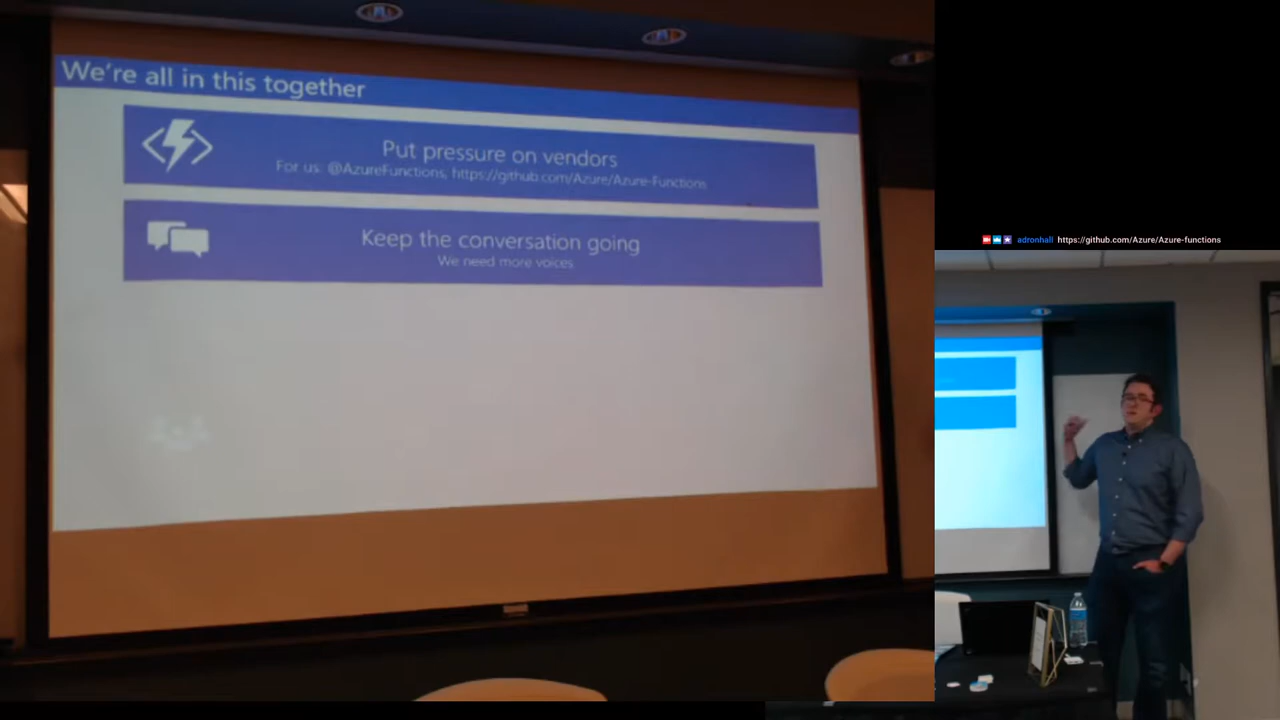 We're all in this together
Put pressure on vendors
For us: @AzureFunctions, https://github.com/Azure/Azure-Functions
Keep the conversation going
We need more voices
adronhall https://github.com/Azure/Azure-functions